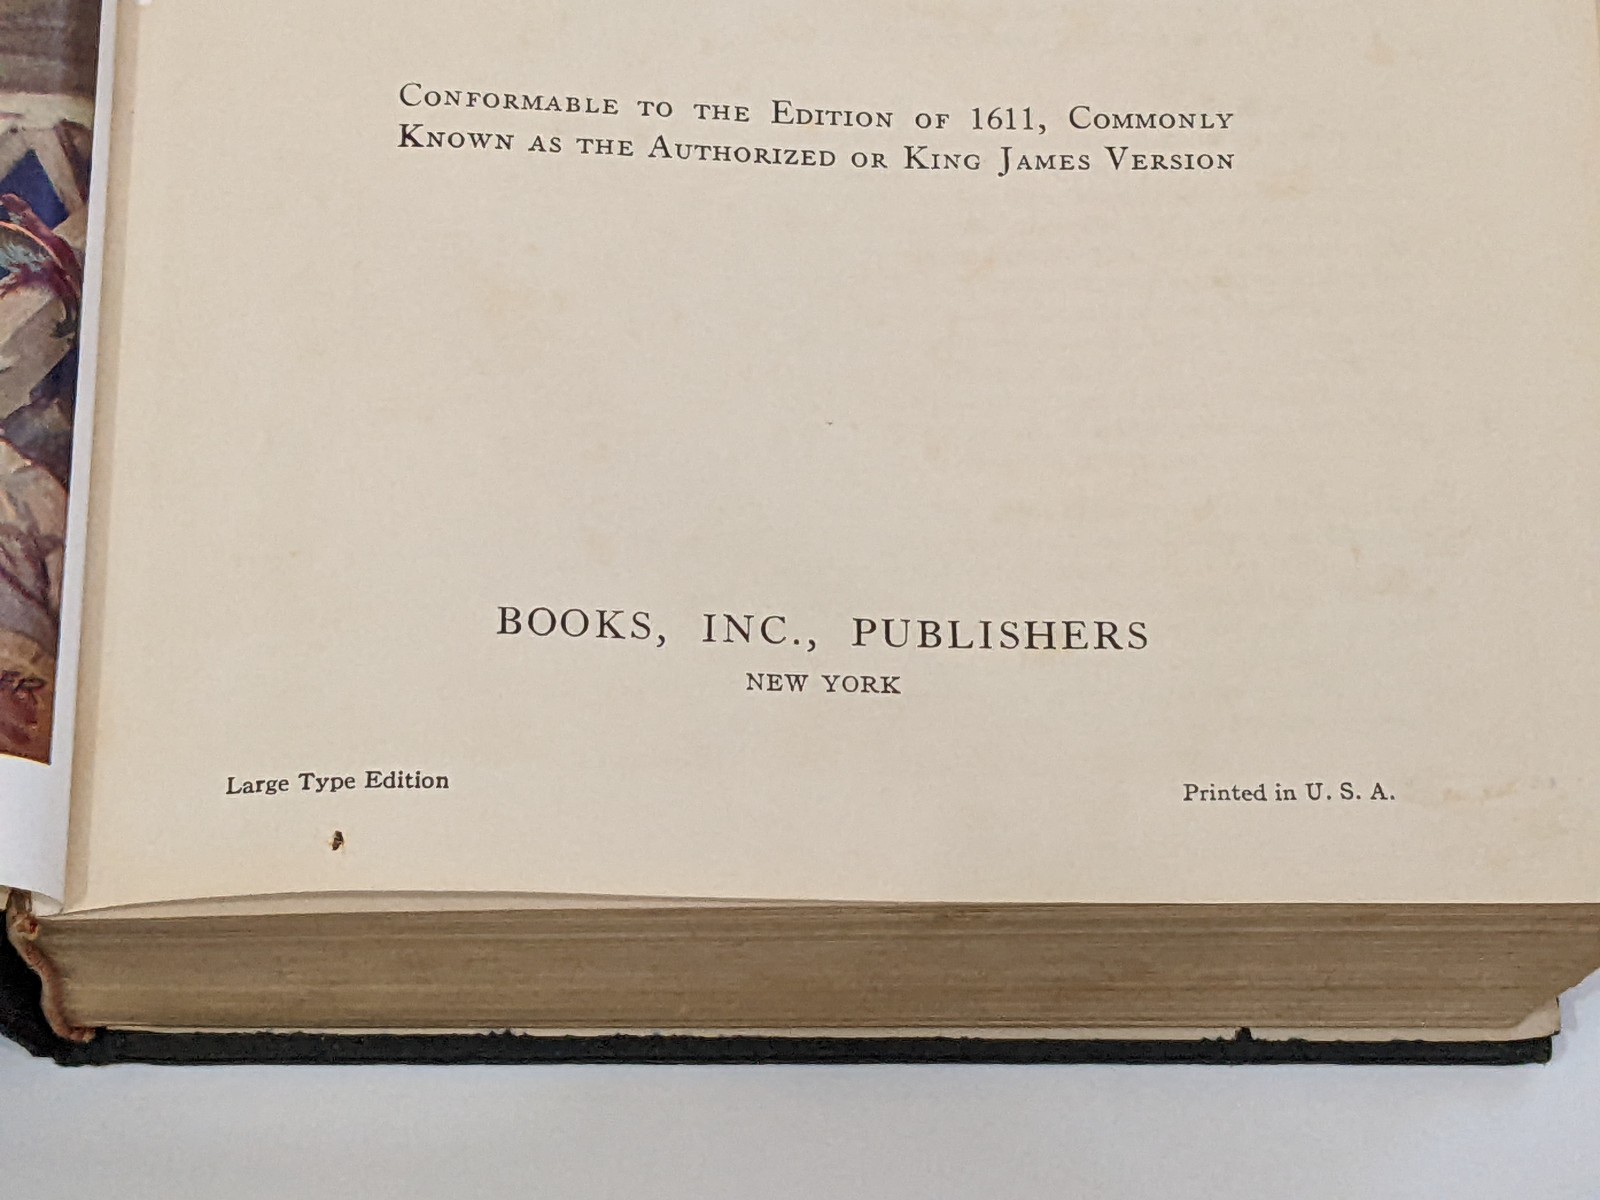 Conformable to the Edition of 1611, Commonly
Known as the Authorized or King James Version
BOOKS, INC., PUBLISHERS
NEW YORK
Large Type Edition
Printed in U. S. A.